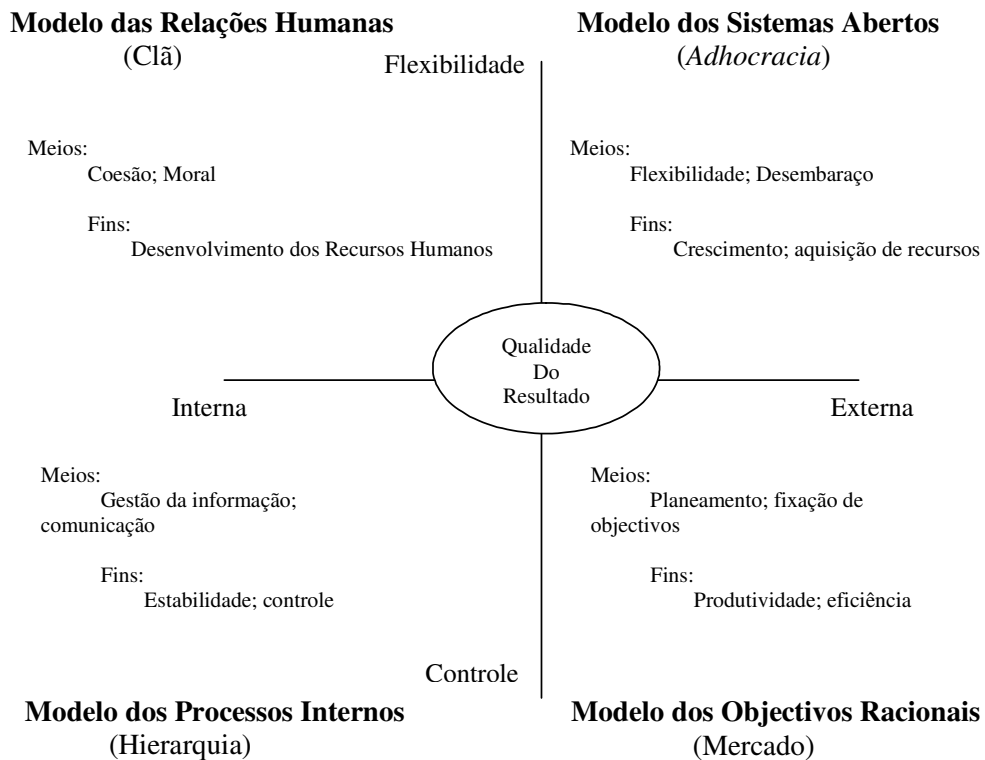 Modelo das Relações Humanas
(Clã)
Modelo dos Sistemas Abertos
(Adhocracia)
Flexibilidade
Meios:
Coesão; Moral
Fins:
Desenvolvimento dos Recursos Humanos
Meios:
Flexibilidade; Desembaraço
Fins:
Crescimento; aquisição de recursos
Qualidade
Do
Resultado
Interna
Externa
Meios:
Gestão da informação;
comunicação
Fins:
Estabilidade; controle
Meios:
Planeamento; fixação de
objectivos
Fins:
Produtividade; eficiência
Controle
Modelo dos Processos Internos
(Hierarquia)
Modelo dos Objectivos Racionais
(Mercado)